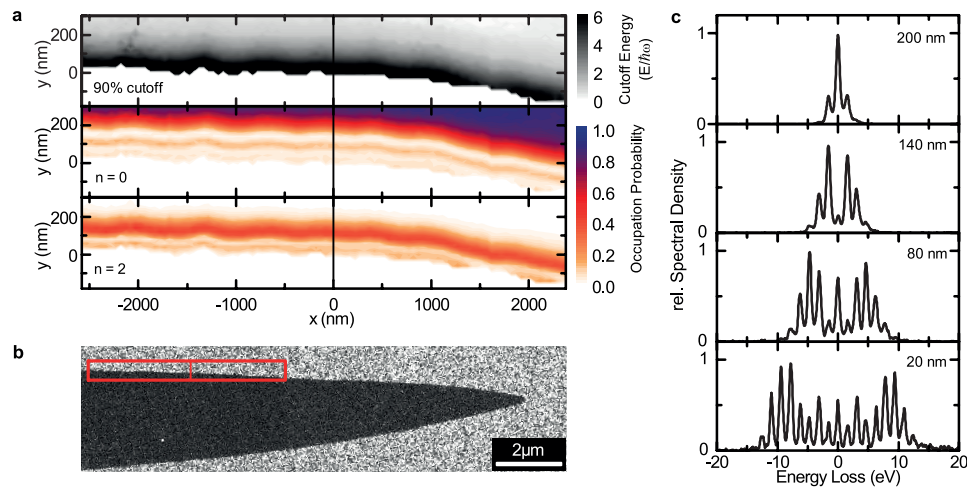 a
y (nm)
200
0
90% cutoff
6
4
2
0
Cutoff Energy
(E/ħω)
y (nm)
200
0
n = 0
y (nm)
200
0
n = 2
1.0
0.8
0.6
0.4
0.2
0.0
Occupation Probability
-2000
-1000
0
1000
2000
x (nm)
b
2μm
c
rel. Spectral Density
1
0
200 nm
1
0
140 nm
1
0
80 nm
1
0
20 nm
-20
-10
0
10
20
Energy Loss (eV)